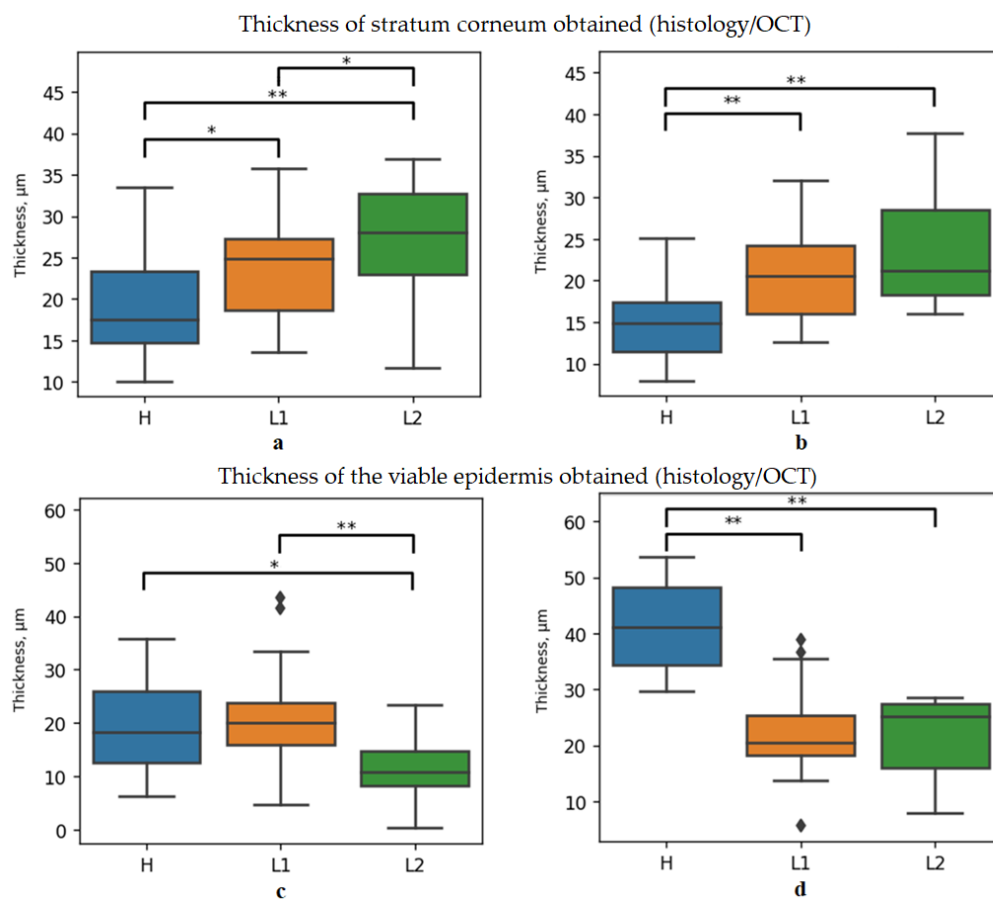 Thickness of stratum corneum obtained (histology/OCT)
*
**
*
45
40
35
30
25
20
15
10
Thickness, µm
H L1 L2
a
**
**
45
40
35
30
25
20
15
10
Thickness, µm
H L1 L2
b
Thickness of the viable epidermis obtained (histology/OCT)
**
*
60
50
40
30
20
10
0
Thickness, µm
H L1 L2
c
**
**
60
50
40
30
20
10
Thickness, µm
H L1 L2
d